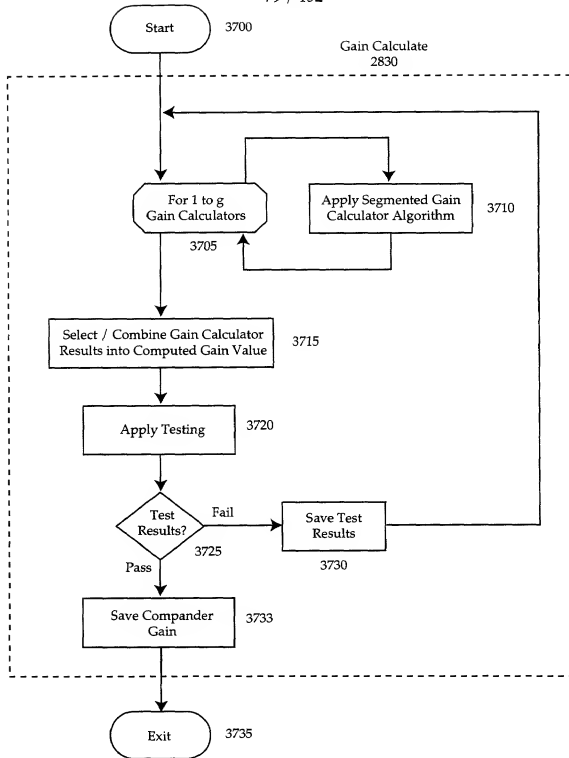 Start
3700
Gain Calculate
2830
For 1 to g
Gain Calculators
3705
Apply Segmented Gain
Calculator Algorithm
3710
Select / Combine Gain Calculator
Results into Computed Gain Value
3715
Apply Testing
3720
Test
Results?
3725
Fail
Pass
Save Test
Results
3730
Save Compander
Gain
3733
Exit
3735